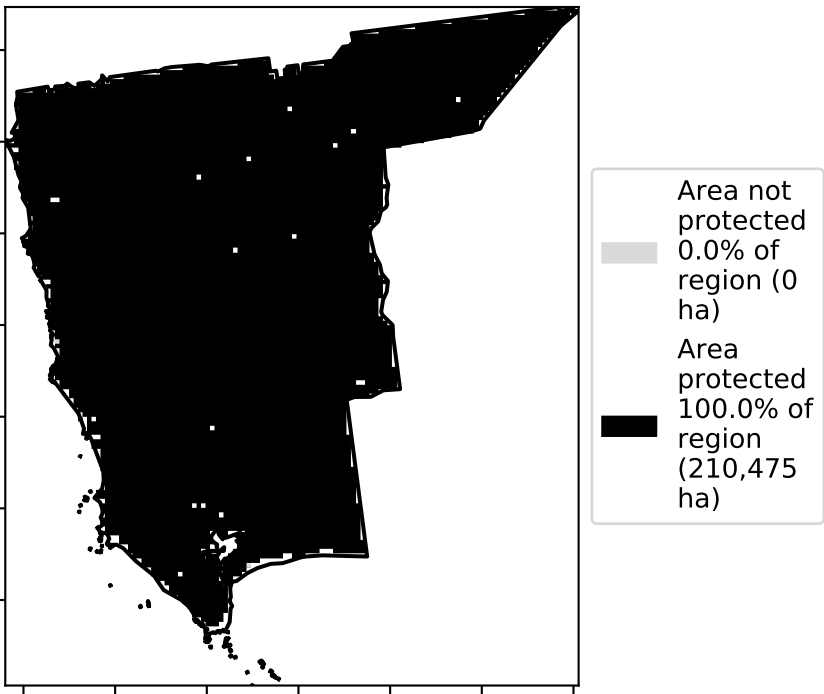 Area not
protected
0.0% of
region (0
ha)
Area
protected
100.0% of
region
(210,475
ha)